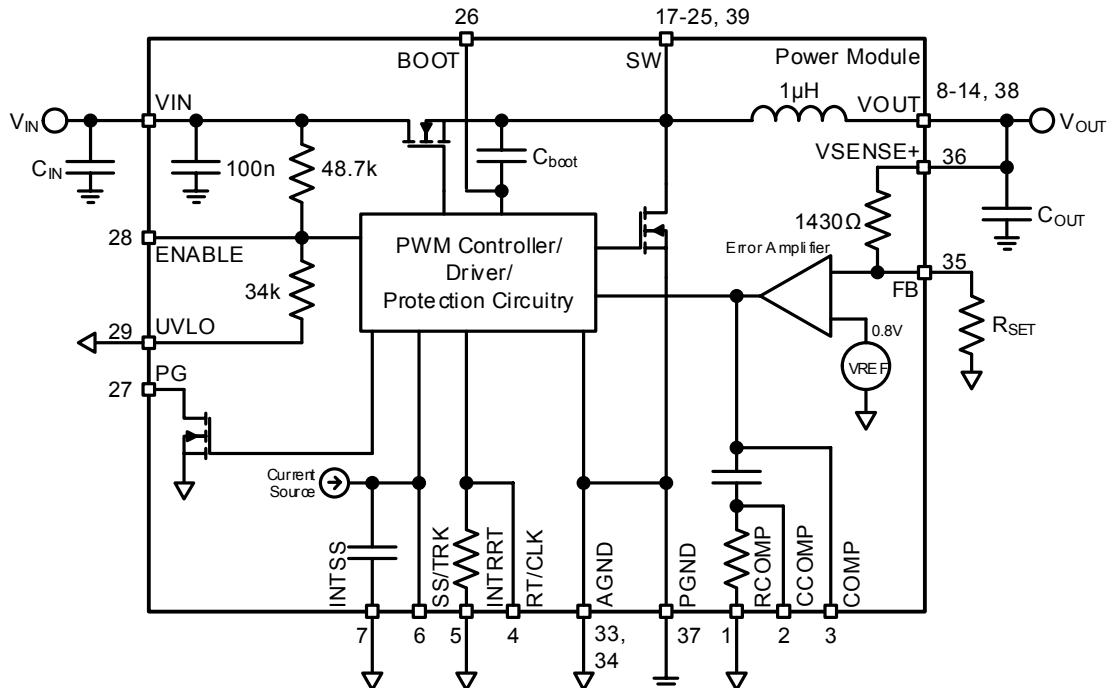 26
17-25, 39
BOOT
SW
Power Module
VIN
1µH
VOUT
8-14, 38
VIN
VOUT
CIN
100n
48.7k
Cboot
VSENSE+
36
COUT
1430Ω
28
ENABLE
PWM Controller/
Driver/
Protection Circuitry
Error Amplifier
35
FB
34k
RSET
29
UVLO
0.8V
VREF
27
PG
Current
Source
INTSS
SS/TRK
INTRRT
RT/CLK
AGND
PGND
RCOMP
CCOMP
COMP
7
6
5
4
33,
34
37
1
2
3